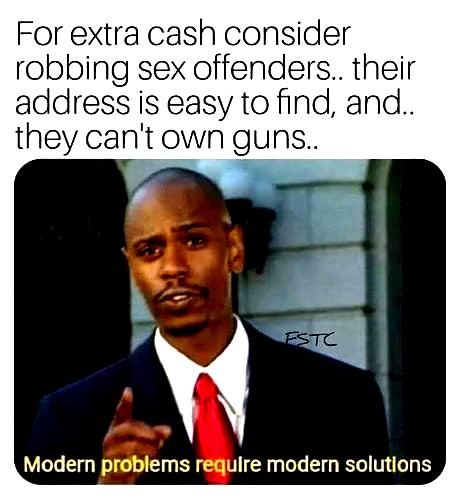 For extra cash consider
robbing sex offenders.. their
address is easy to find, and..
they can't own guns..
FSTC
Modern problems require modern solutions